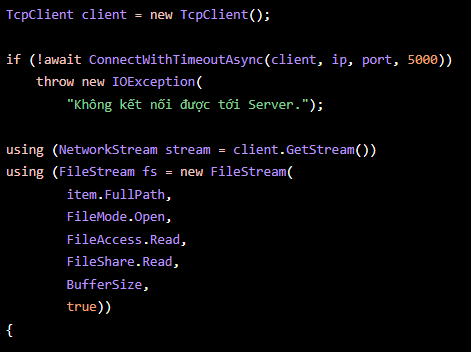 TcpClient client = new TcpClient();
if (!await ConnectWithTimeoutAsync(client, ip, port, 5000))
    throw new IOException(
        "Không kết nối được tới Server.");
using (NetworkStream stream = client.GetStream())
using (FileStream fs = new FileStream(
        item.FullPath,
        FileMode.Open,
        FileAccess.Read,
        FileShare.Read,
        BufferSize,
        true))
{